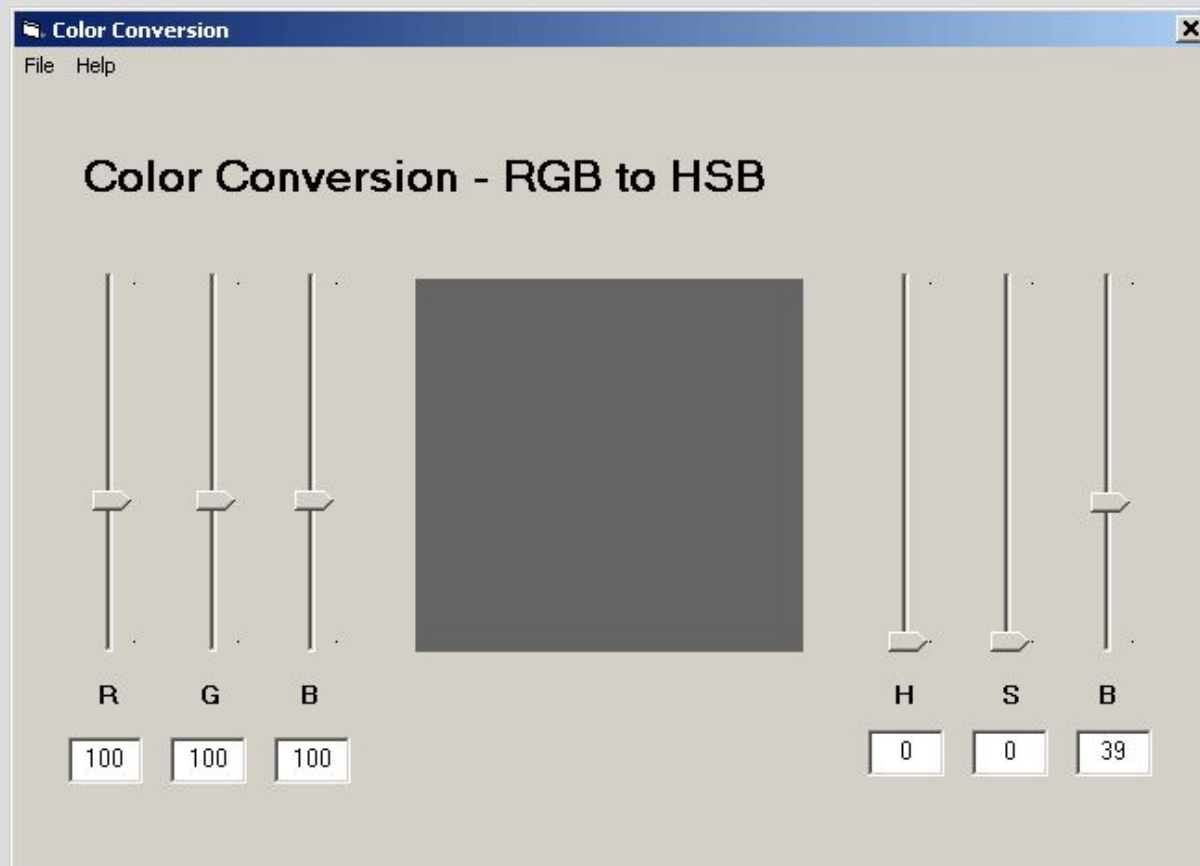 Color Conversion
File Help
Color Conversion - RGB to HSB
R G B H S B
100 100 100 0 0 39